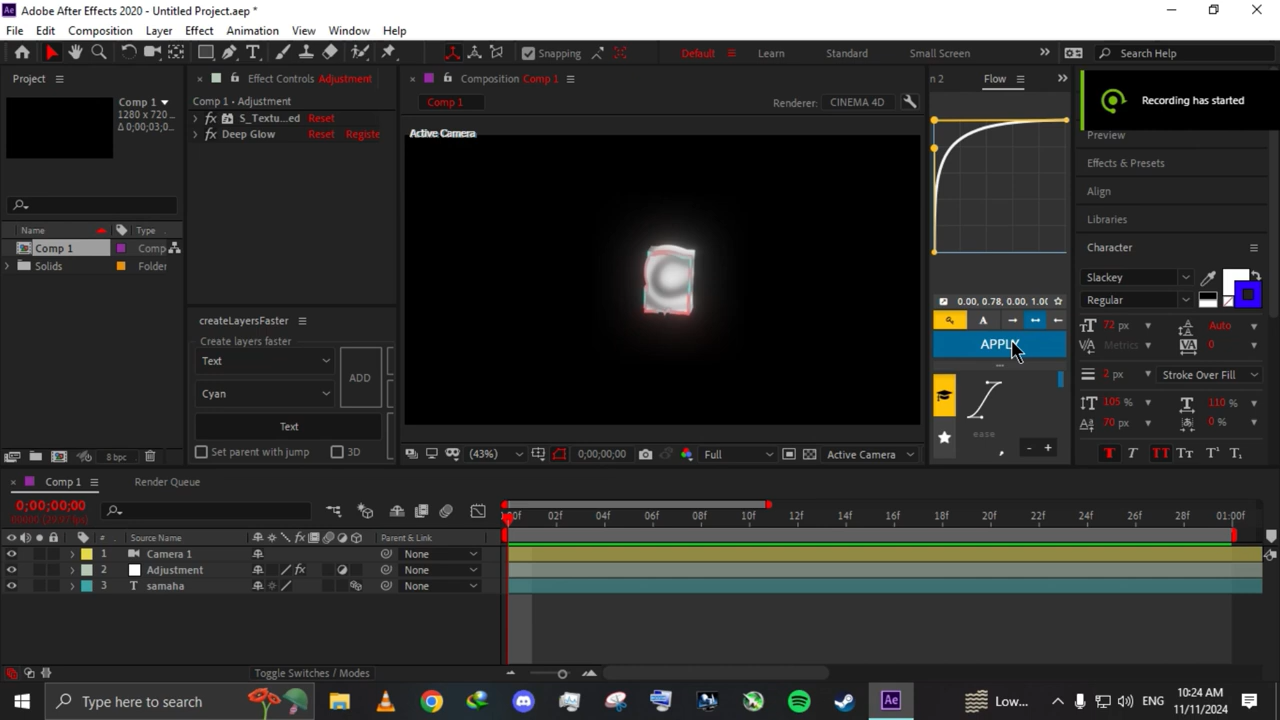 Adobe After Effects 2020 - Untitled Project.aep *
File Edit Composition Layer Effect Animation View Window Help
Snapping Default Learn Standard Small Screen Search Help
Project
Effect Controls Adjustment
Composition Comp 1
n 2 Flow
Recording has started
Comp 1
1280 x 720 ...
Δ 0;00;03;0...
Comp 1 • Adjustment
S_Textu...ed Reset
Deep Glow Reset Registe
Comp 1
Renderer: CINEMA 4D
Active Camera
Preview
Effects & Presets
Align
Libraries
Character
Name Type
Comp 1 Comp
Solids Folder
Slackey
Regular
72 px Auto
Metrics 0
2 px Stroke Over Fill
105 % 110 %
70 px 0 %
T T TT Tт T¹ T₁
0.00, 0.78, 0.00, 1.00
A
APPLY
ease
- +
createLayersFaster
Create layers faster
Text
ADD
Cyan
Text
Set parent with jump 3D
8 bpc
(43%) 0;00;00;00 Full Active Camera
Comp 1 Render Queue
0;00;00;00
00000 (29.97 fps)
:00f 02f 04f 06f 08f 10f 12f 14f 16f 18f 20f 22f 24f 26f 28f 01:00f
# Source Name Parent & Link
1 Camera 1 None
2 Adjustment None
3 T samaha None
Toggle Switches / Modes
Type here to search
Low...
ENG
10:24 AM
11/11/2024